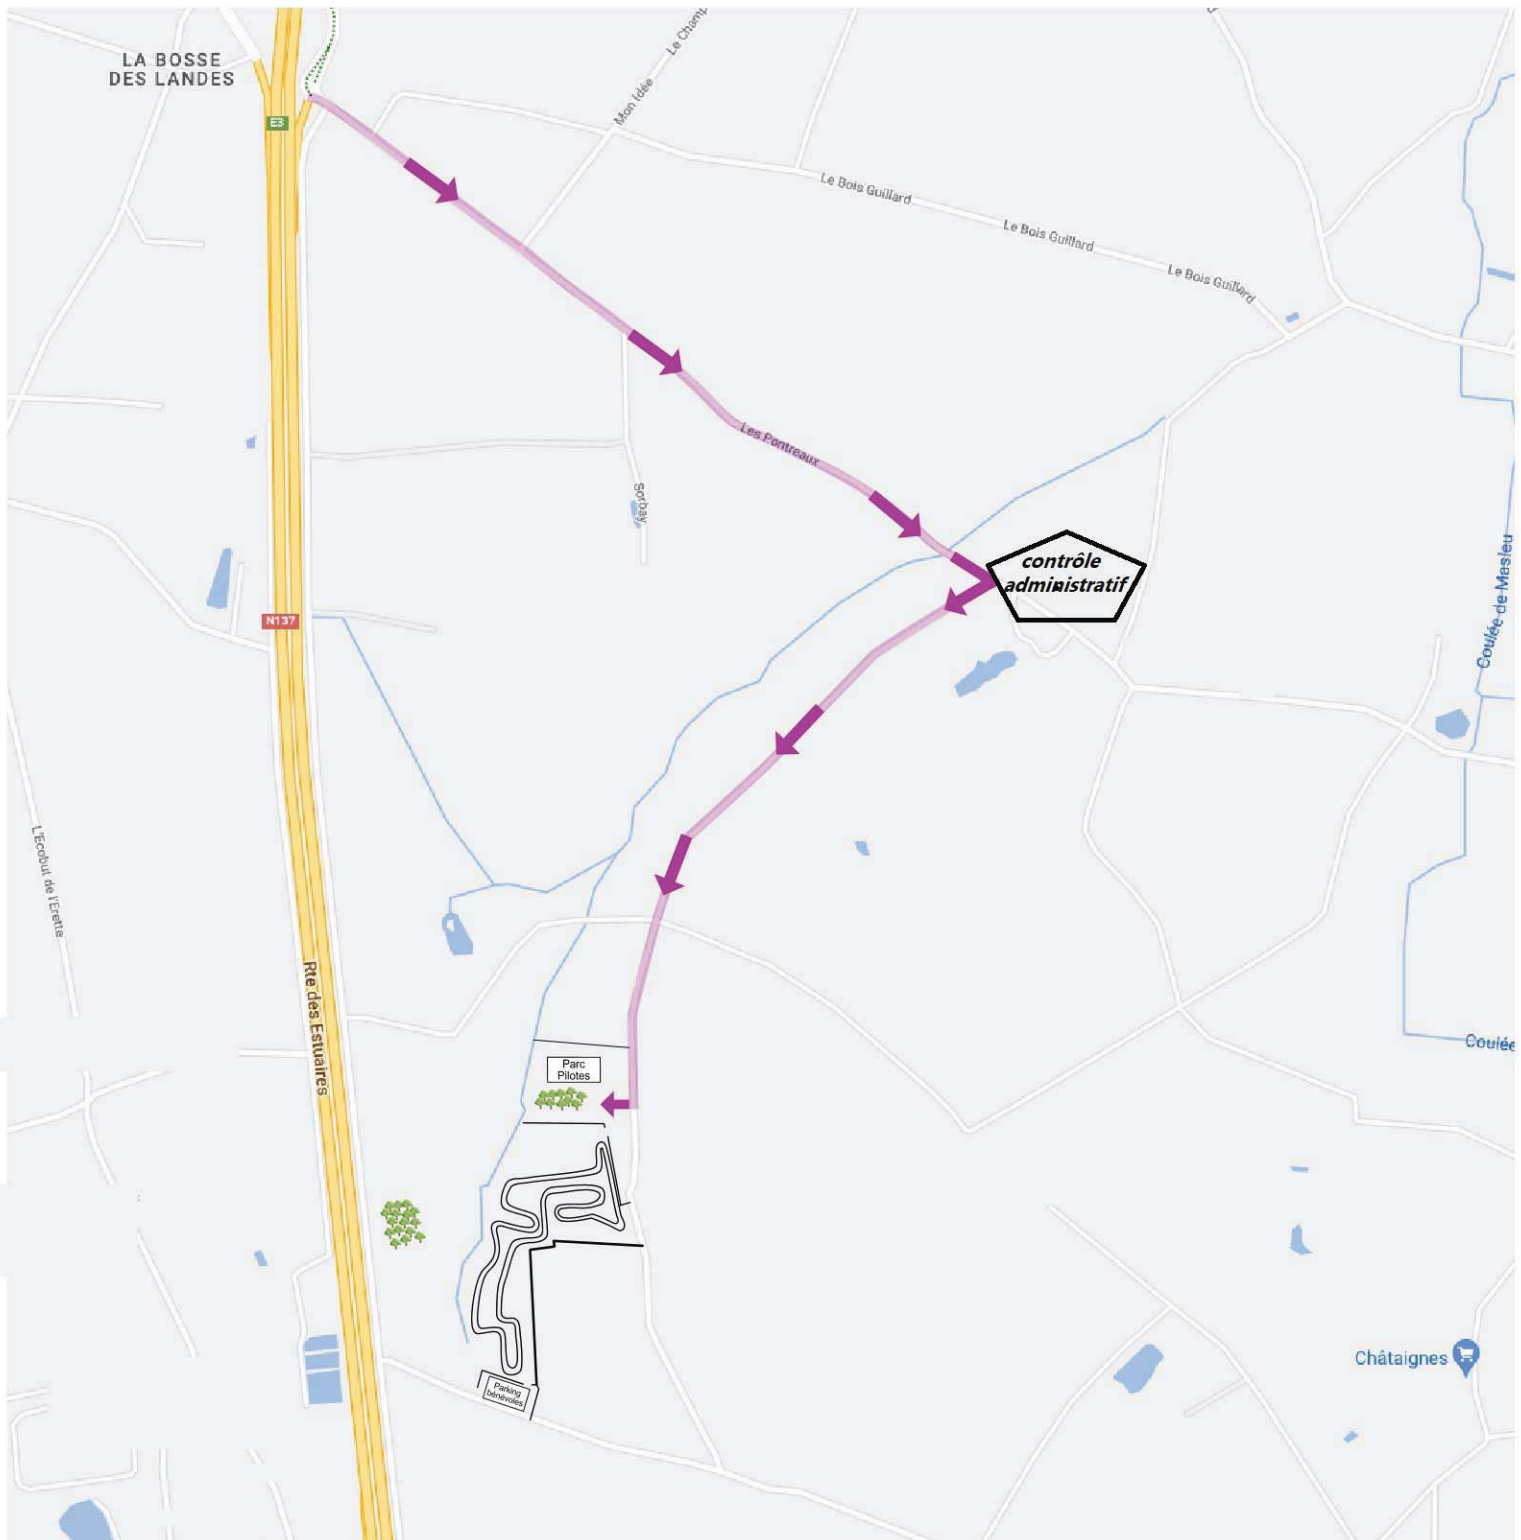 LA BOSSE
DES LANDES
E3
Mon Idée
Le Champ
Le Bois Guillard
Le Bois Guillard
Le Bois Guillard
Les Pontreaux
Sorbay
contrôle
administratif
N137
Coulée de Masleu
L'Ecobut de l'Erette
Rte des Estuaires
Coulée
Parc
Pilotes
Châtaignes
Parking
bénévoles